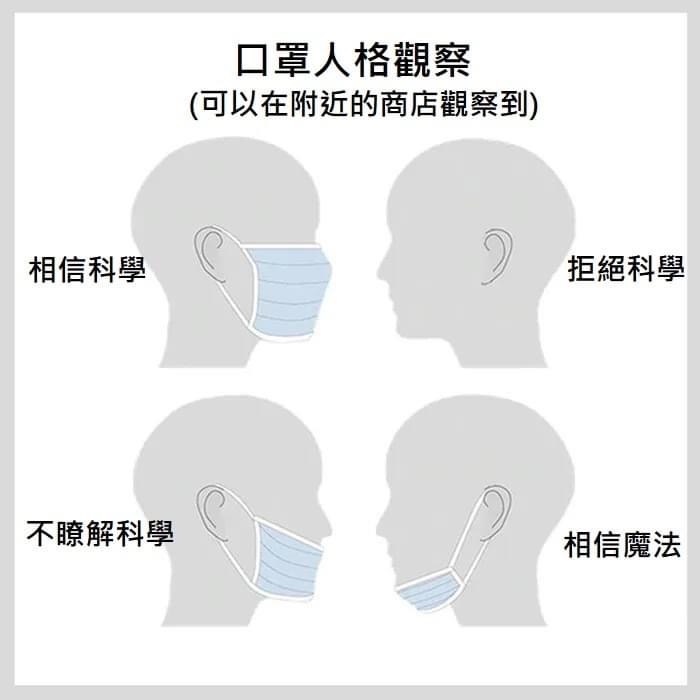 口罩人格觀察
(可以在附近的商店觀察到)
相信科學
拒絕科學
不瞭解科學
相信魔法